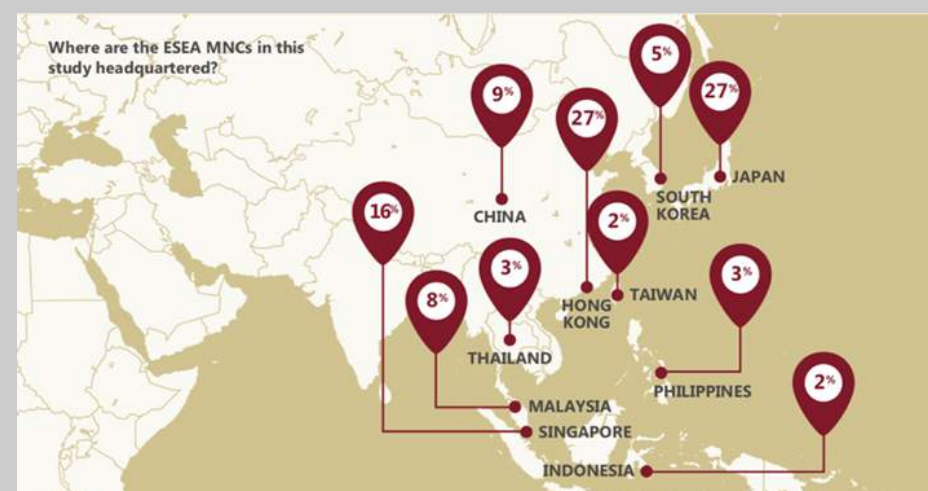 Where are the ESEA MNCs in this
study headquartered?
5%
9%
27%
27%
JAPAN
SOUTH
KOREA
16%
CHINA
2%
3%
8%
3%
HONG
KONG
TAIWAN
THAILAND
PHILIPPINES
2%
MALAYSIA
SINGAPORE
INDONESIA